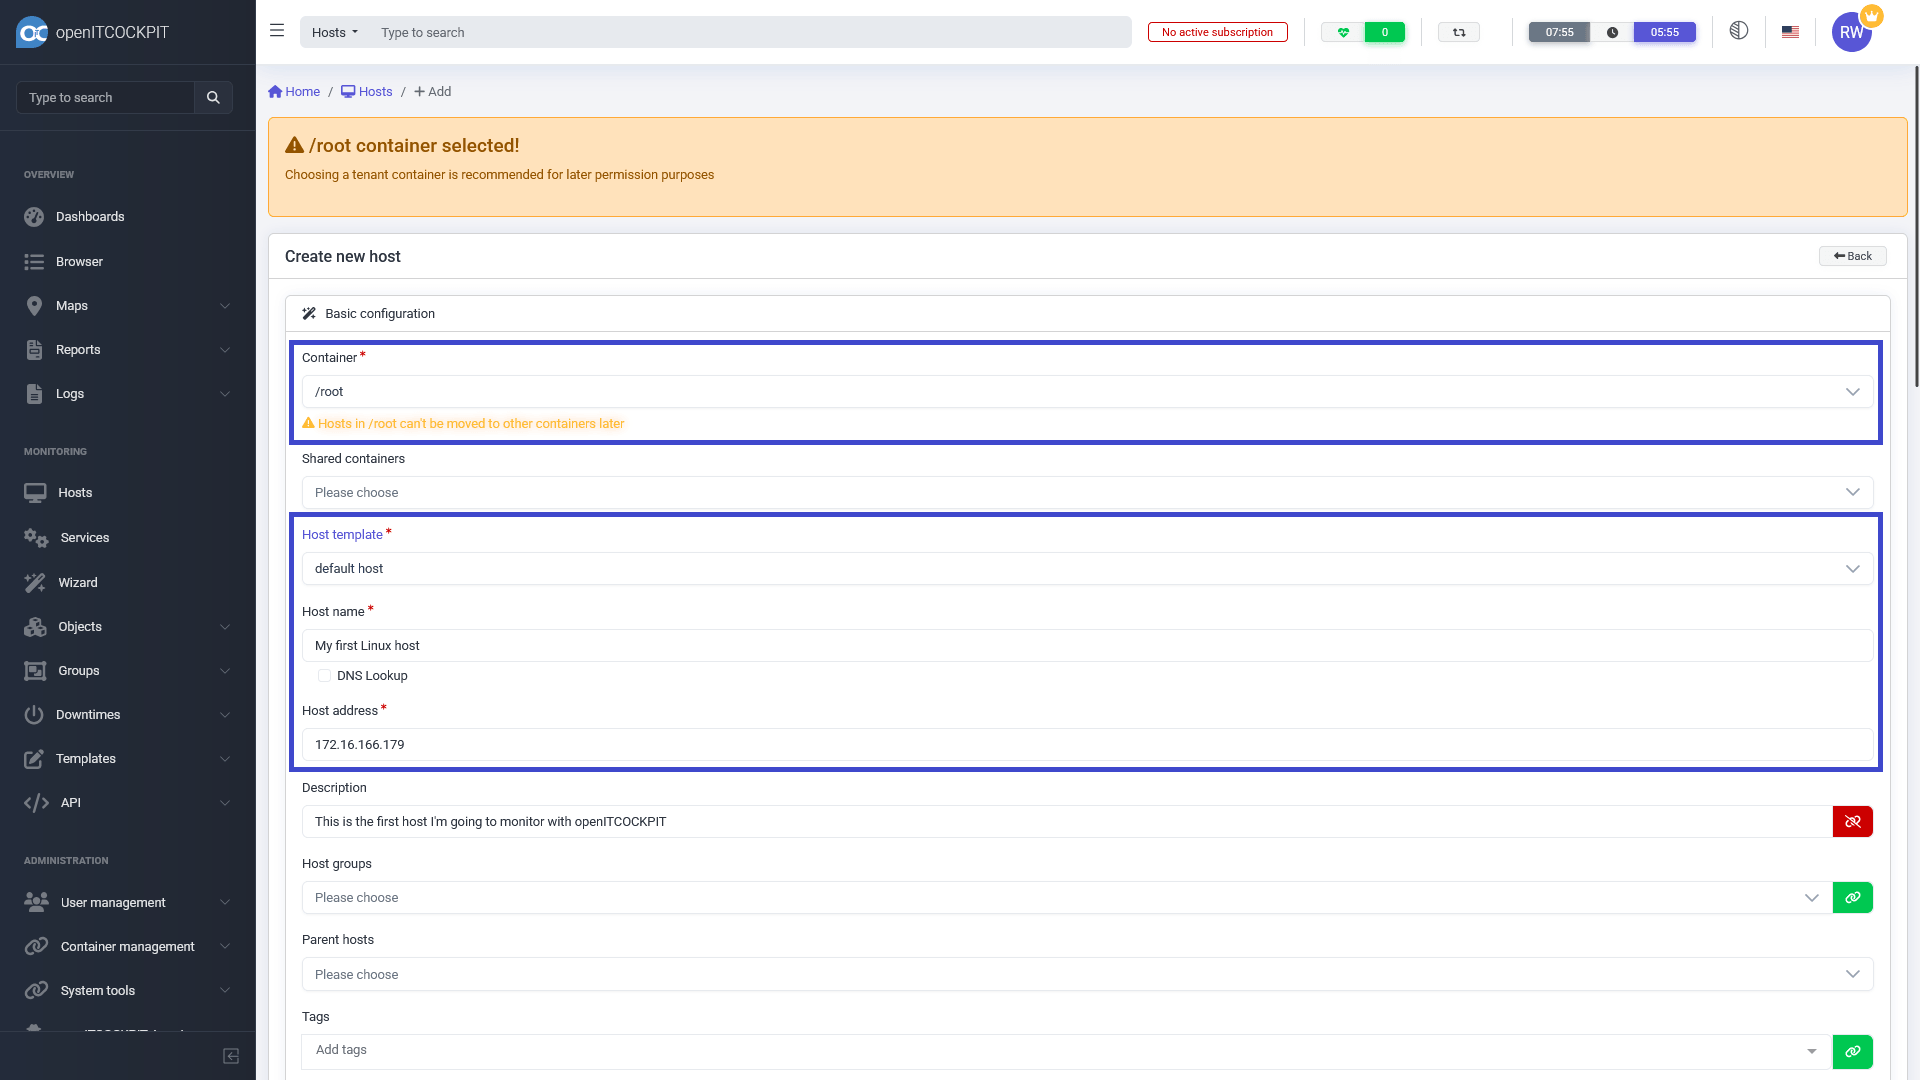 openITCOCKPIT
Hosts
Type to search
No active subscription
0
07:55
05:55
RW
Type to search
Home / Hosts / Add
/root container selected!
Choosing a tenant container is recommended for later permission purposes
OVERVIEW
Dashboards
Browser
Maps
Reports
Logs
MONITORING
Hosts
Services
Wizard
Objects
Groups
Downtimes
Templates
API
ADMINISTRATION
User management
Container management
System tools
Create new host
Back
Basic configuration
Container *
/root
Hosts in /root can't be moved to other containers later
Shared containers
Please choose
Host template *
default host
Host name *
My first Linux host
DNS Lookup
Host address *
172.16.166.179
Description
This is the first host I'm going to monitor with openITCOCKPIT
Host groups
Please choose
Parent hosts
Please choose
Tags
Add tags